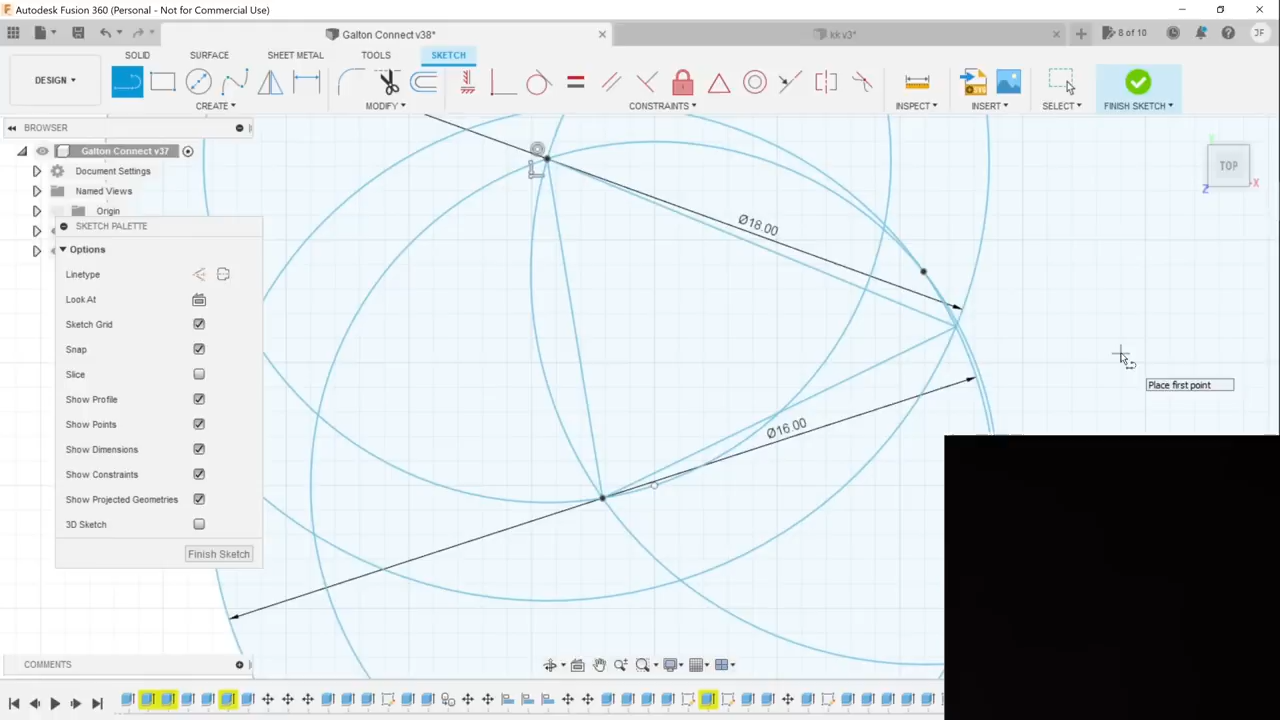 Autodesk Fusion 360 (Personal - Not for Commercial Use)
Galton Connect v38*
kk v3*
8 of 10
JF
DESIGN
SOLID
SURFACE
SHEET METAL
TOOLS
SKETCH
CREATE
MODIFY
CONSTRAINTS
INSPECT
INSERT
SELECT
FINISH SKETCH
BROWSER
Galton Connect v37
Document Settings
Named Views
Origin
SKETCH PALETTE
Options
Linetype
Look At
Sketch Grid
Snap
Slice
Show Profile
Show Points
Show Dimensions
Show Constraints
Show Projected Geometries
3D Sketch
Finish Sketch
Ø18.00
Ø16.00
Place first point
TOP
Y
Z
X
COMMENTS